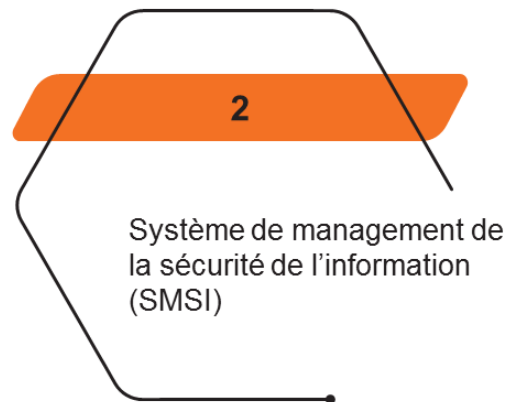 2
Système de management de
la sécurité de l’information
(SMSI)